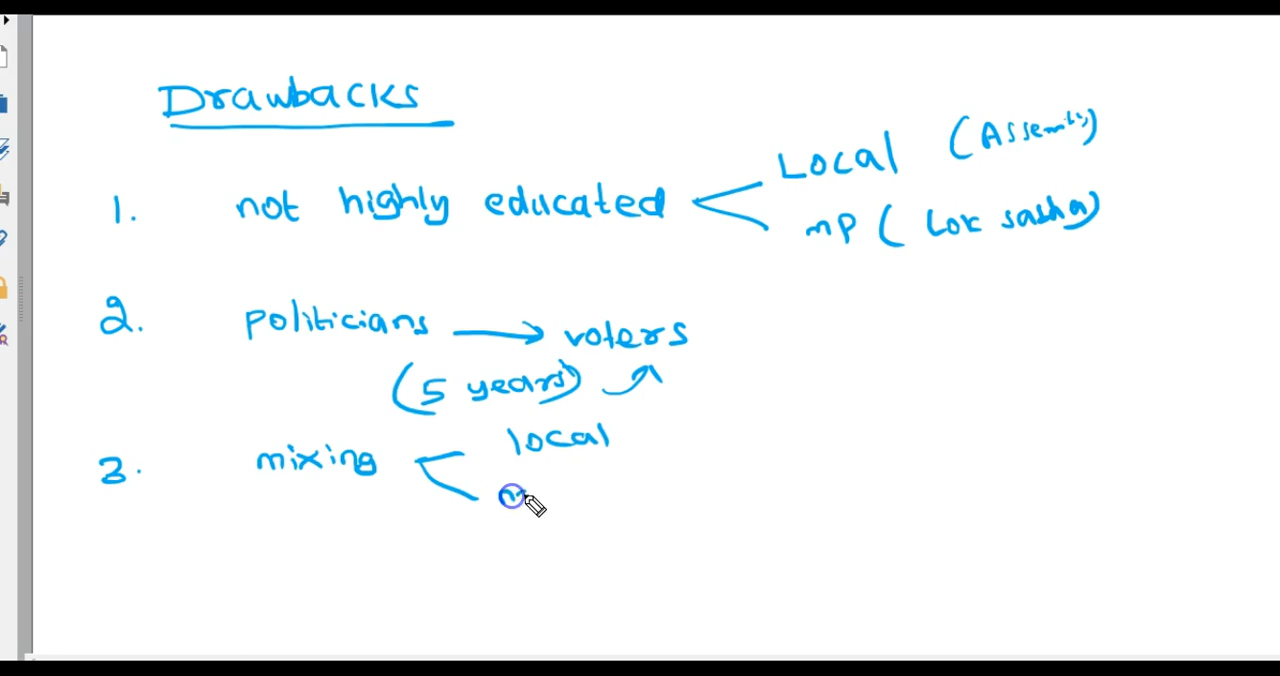 Drawbacks
1. not highly educated < Local (Assembly)
MP (Lok sabha)
2. politicians → voters
(5 years)
3. mixing < local